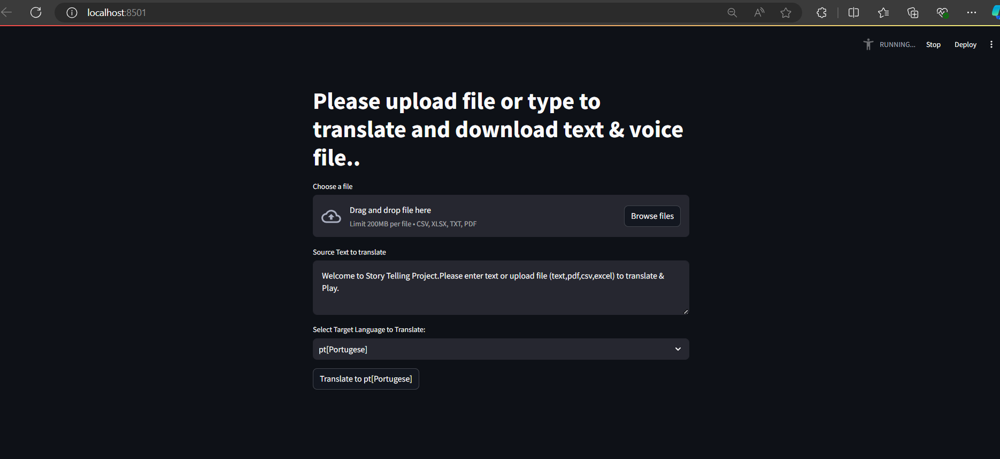 localhost:8501
RUNNING... Stop Deploy
Please upload file or type to
translate and download text & voice
file..
Choose a file
Drag and drop file here
Limit 200MB per file • CSV, XLSX, TXT, PDF
Browse files
Source Text to translate
Welcome to Story Telling Project.Please enter text or upload file (text,pdf,csv,excel) to translate &
Play.
Select Target Language to Translate:
pt[Portugese]
Translate to pt[Portugese]